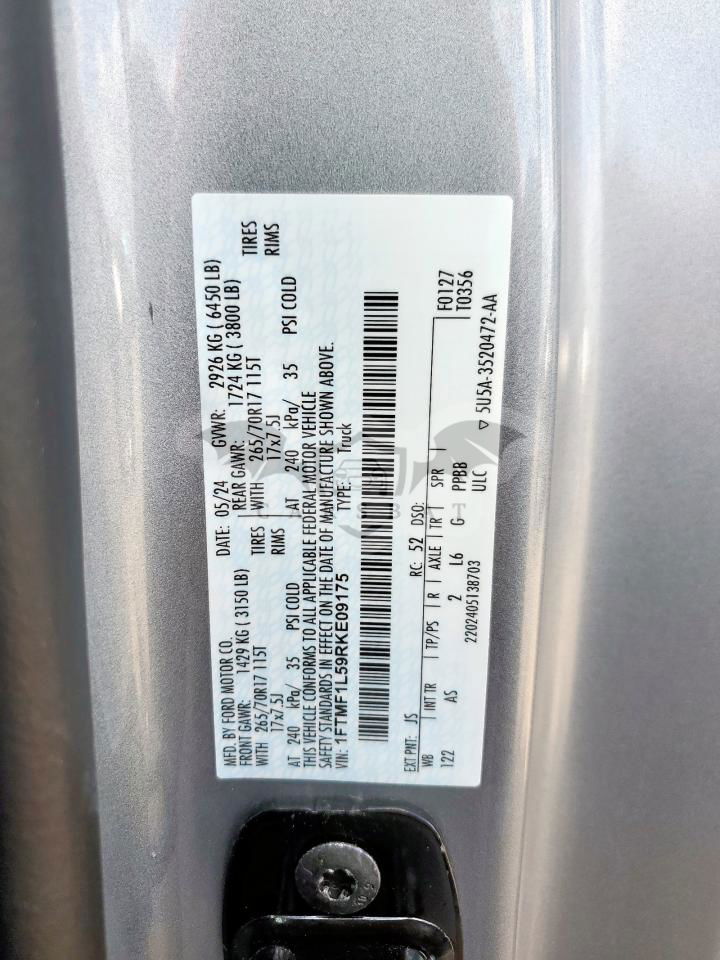 MFD. BY FORD MOTOR CO.
DATE: 05/24 GVWR: 2926 KG ( 6450 LB)
FRONT GAWR: 1429 KG ( 3150 LB) REAR GAWR: 1724 KG ( 3800 LB)
WITH 265/70R17 115T TIRES WITH 265/70R17 115T TIRES
17x7.5J RIMS 17x7.5J RIMS
AT 240 kPa/ 35 PSI COLD AT 240 kPa/ 35 PSI COLD
THIS VEHICLE CONFORMS TO ALL APPLICABLE FEDERAL MOTOR VEHICLE
SAFETY STANDARDS IN EFFECT ON THE DATE OF MANUFACTURE SHOWN ABOVE.
VIN: 1FTMF1L59RKE09175 TYPE: Truck
EXT PNT: JS RC: 52 DSO: F0127
WB INT TR TP/PS R AXLE TR SPR T0356
122 AS 2 L6 G PPBB
2202405138703 ULC ▽ 5U5A-3520472-AA